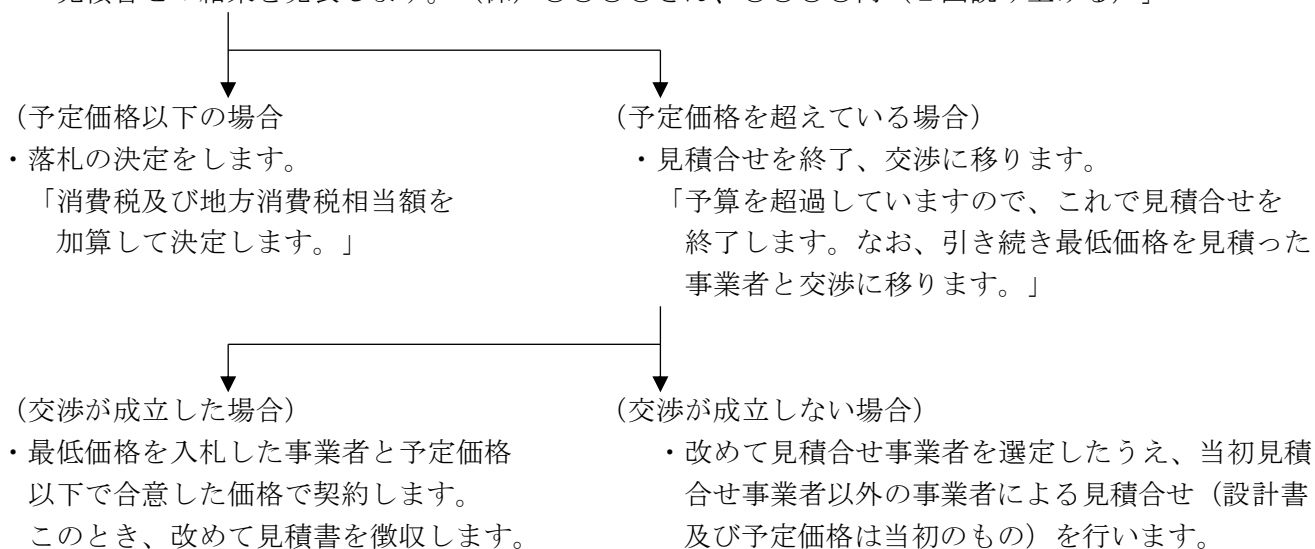 (予定価格以下の場合
・落札の決定をします。
「消費税及び地方消費税相当額を
加算して決定します。」
(予定価格を超えている場合)
・見積合せを終了、交渉に移ります。
「予算を超過していますので、これで見積合せを
終了します。なお、引き続き最低価格を見積った
事業者と交渉に移ります。」
(交渉が成立した場合)
・最低価格を入札した事業者と予定価格
以下で合意した価格で契約します。
このとき、改めて見積書を徴収します。
(交渉が成立しない場合)
・改めて見積合せ事業者を選定したうえ、当初見積
合せ事業者以外の事業者による見積合せ(設計書
及び予定価格は当初のもの)を行います。